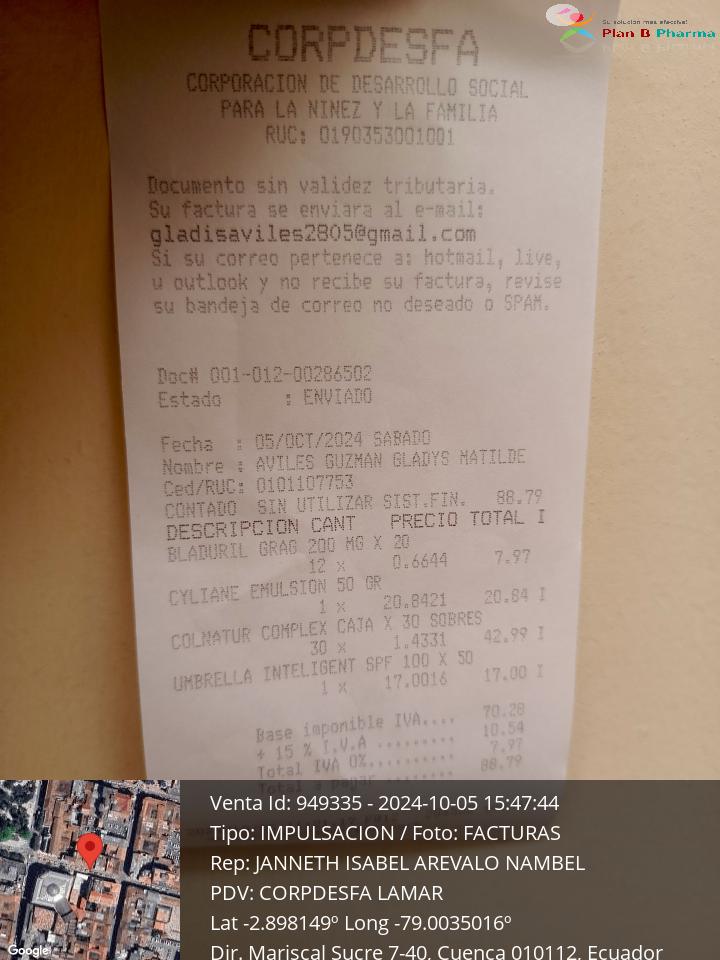 Su solución más efectiva!
Plan B Pharma
CORPDESFA
CORPORACION DE DESARROLLO SOCIAL
PARA LA NINEZ Y LA FAMILIA
RUC: 0190353001001
Documento sin validez tributaria.
Su factura se enviara al e-mail:
gladisaviles2805@gmail.com
Si su correo pertenece a: hotmail, live,
u outlook y no recibe su factura, revise
su bandeja de correo no deseado o SPAM.
Doc# 001-012-00286502
Estado : ENVIADO
Fecha : 05/OCT/2024 SABADO
Nombre : AVILES GUZMAN GLADYS MATILDE
Ced/RUC: 0101107753
CONTADO SIN UTILIZAR SIST.FIN. 88.79
DESCRIPCION CANT PRECIO TOTAL I
BLADURIL GRAG 200 MG X 20
12 x 0.6644 7.97
CYLIANE EMULSION 50 GR
1 x 20.8421 20.84 I
COLNATUR COMPLEX CAJA X 30 SOBRES
30 x 1.4331 42.99 I
UMBRELLA INTELIGENT SPF 100 X 50
1 x 17.0016 17.00 I
Base imponible IVA.... 70.28
+ 15 % I.V.A ......... 10.54
Total IVA 0%......... 7.97
Total a pagar ........ 88.79
Venta Id: 949335 - 2024-10-05 15:47:44
Tipo: IMPULSACION / Foto: FACTURAS
Rep: JANNETH ISABEL AREVALO NAMBEL
PDV: CORPDESFA LAMAR
Lat -2.898149º Long -79.0035016º
Dir. Mariscal Sucre 7-40, Cuenca 010112, Ecuador
Google